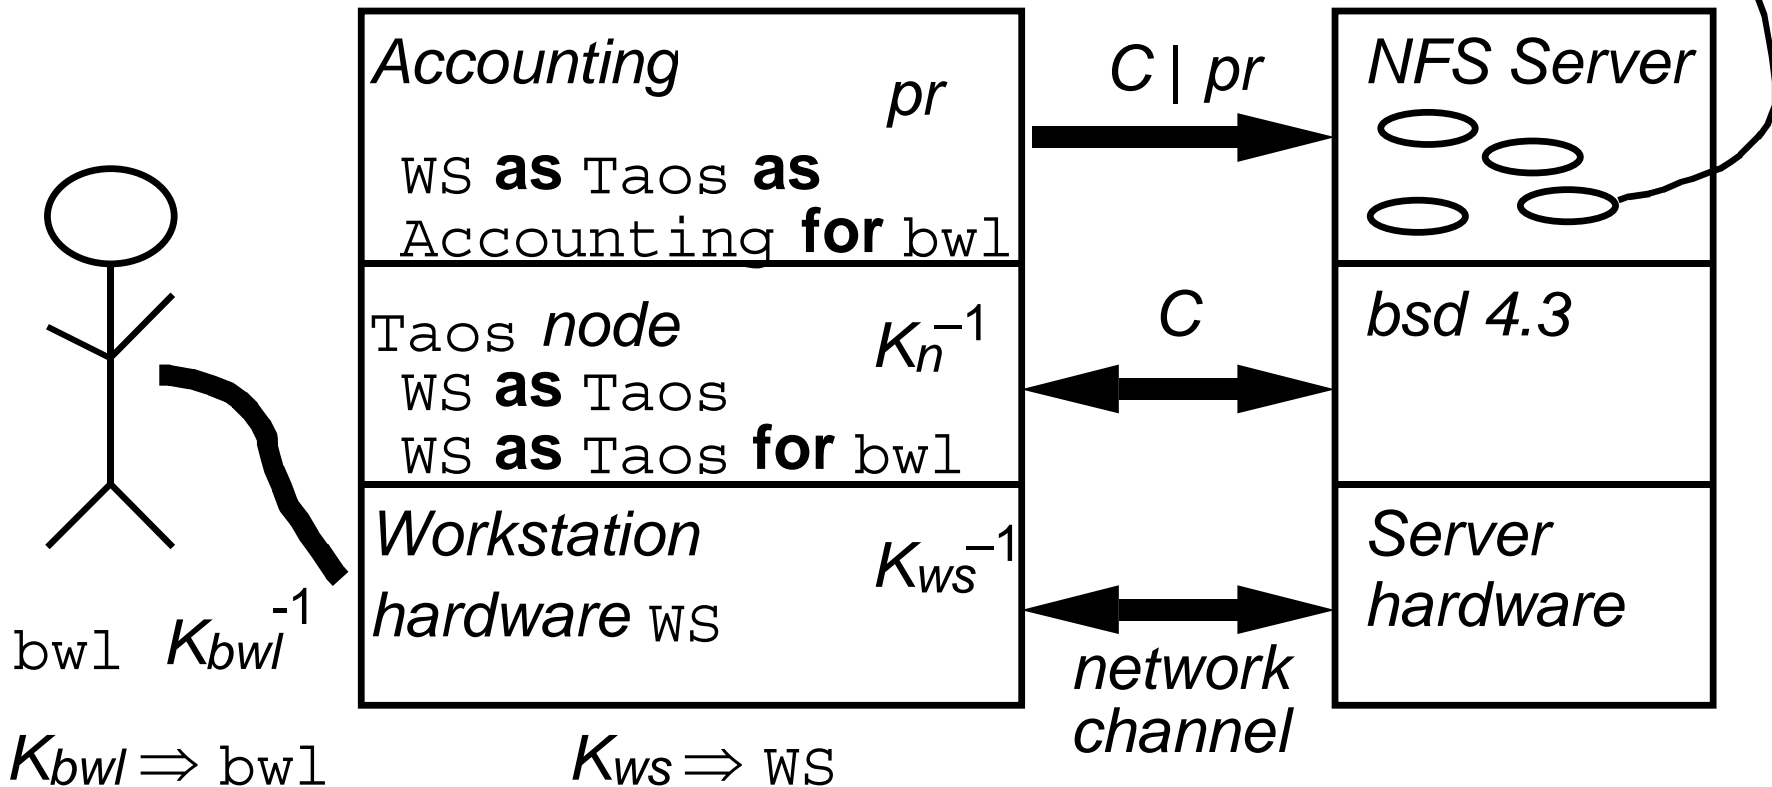 Accounting
pr
WS as Taos as
Accounting for bwl
C | pr
NFS Server
Taos node
Kn−1
WS as Taos
WS as Taos for bwl
C
bsd 4.3
Workstation
hardware WS
Kws−1
network
channel
Server
hardware
bwl Kbwl-1
Kbwl ⇒ bwl
Kws ⇒ WS